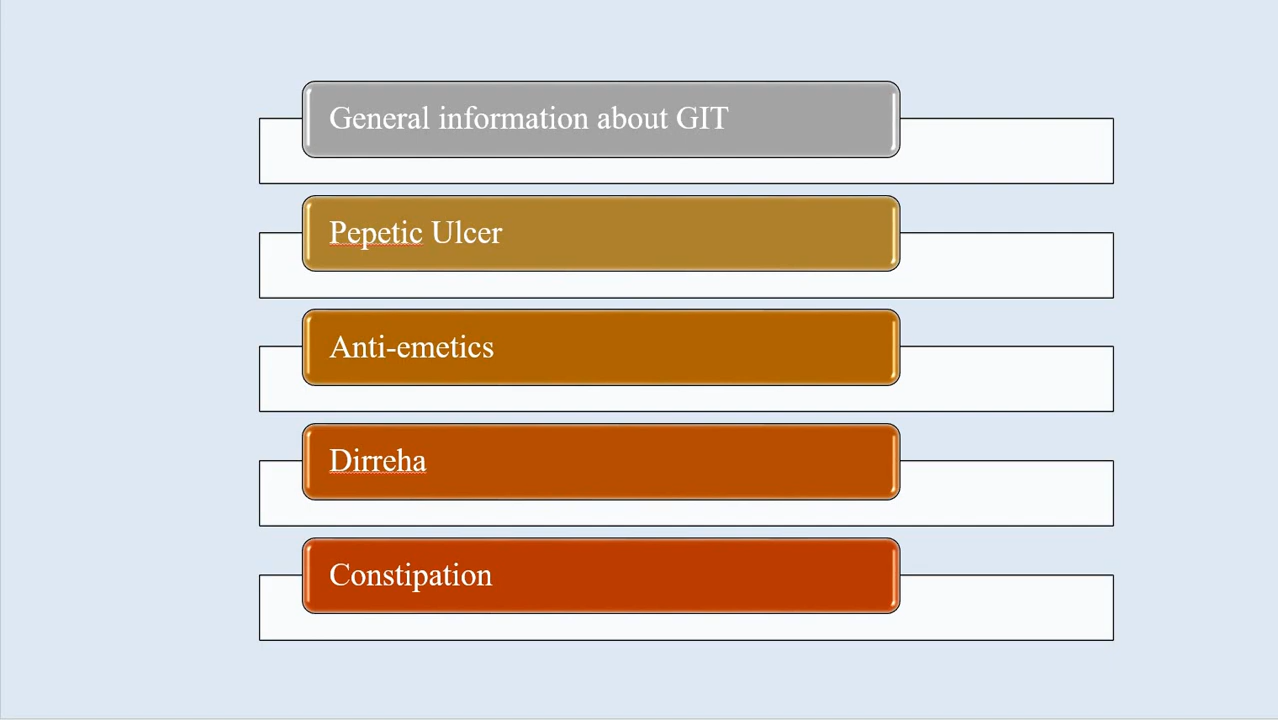 General information about GIT
Pepetic Ulcer
Anti-emetics
Dirreha
Constipation